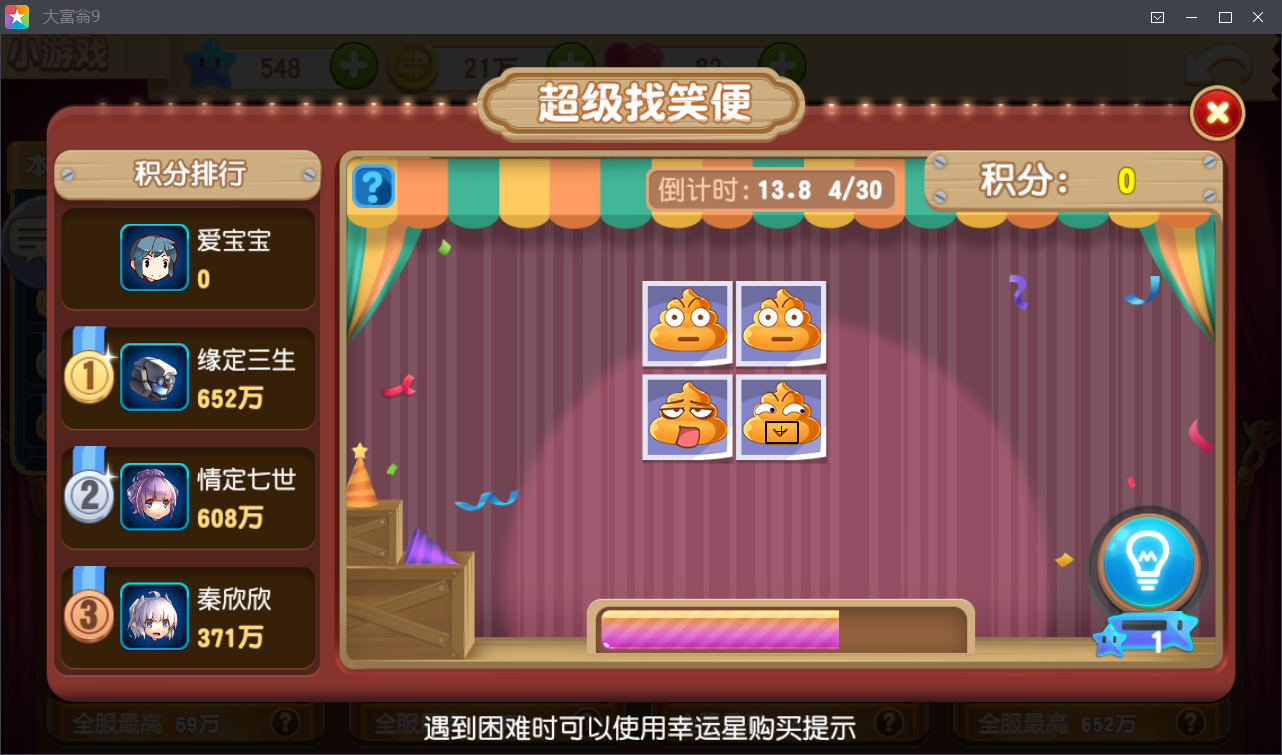 大富翁9
小游戏
548
21万
82
超级找笑便
积分排行
倒计时:13.8 4/30
积分: 0
爱宝宝
0
1
缘定三生
652万
2
情定七世
608万
3
秦欣欣
371万
1
全服最高 69万
全服
全服最高 652万
遇到困难时可以使用幸运星购买提示